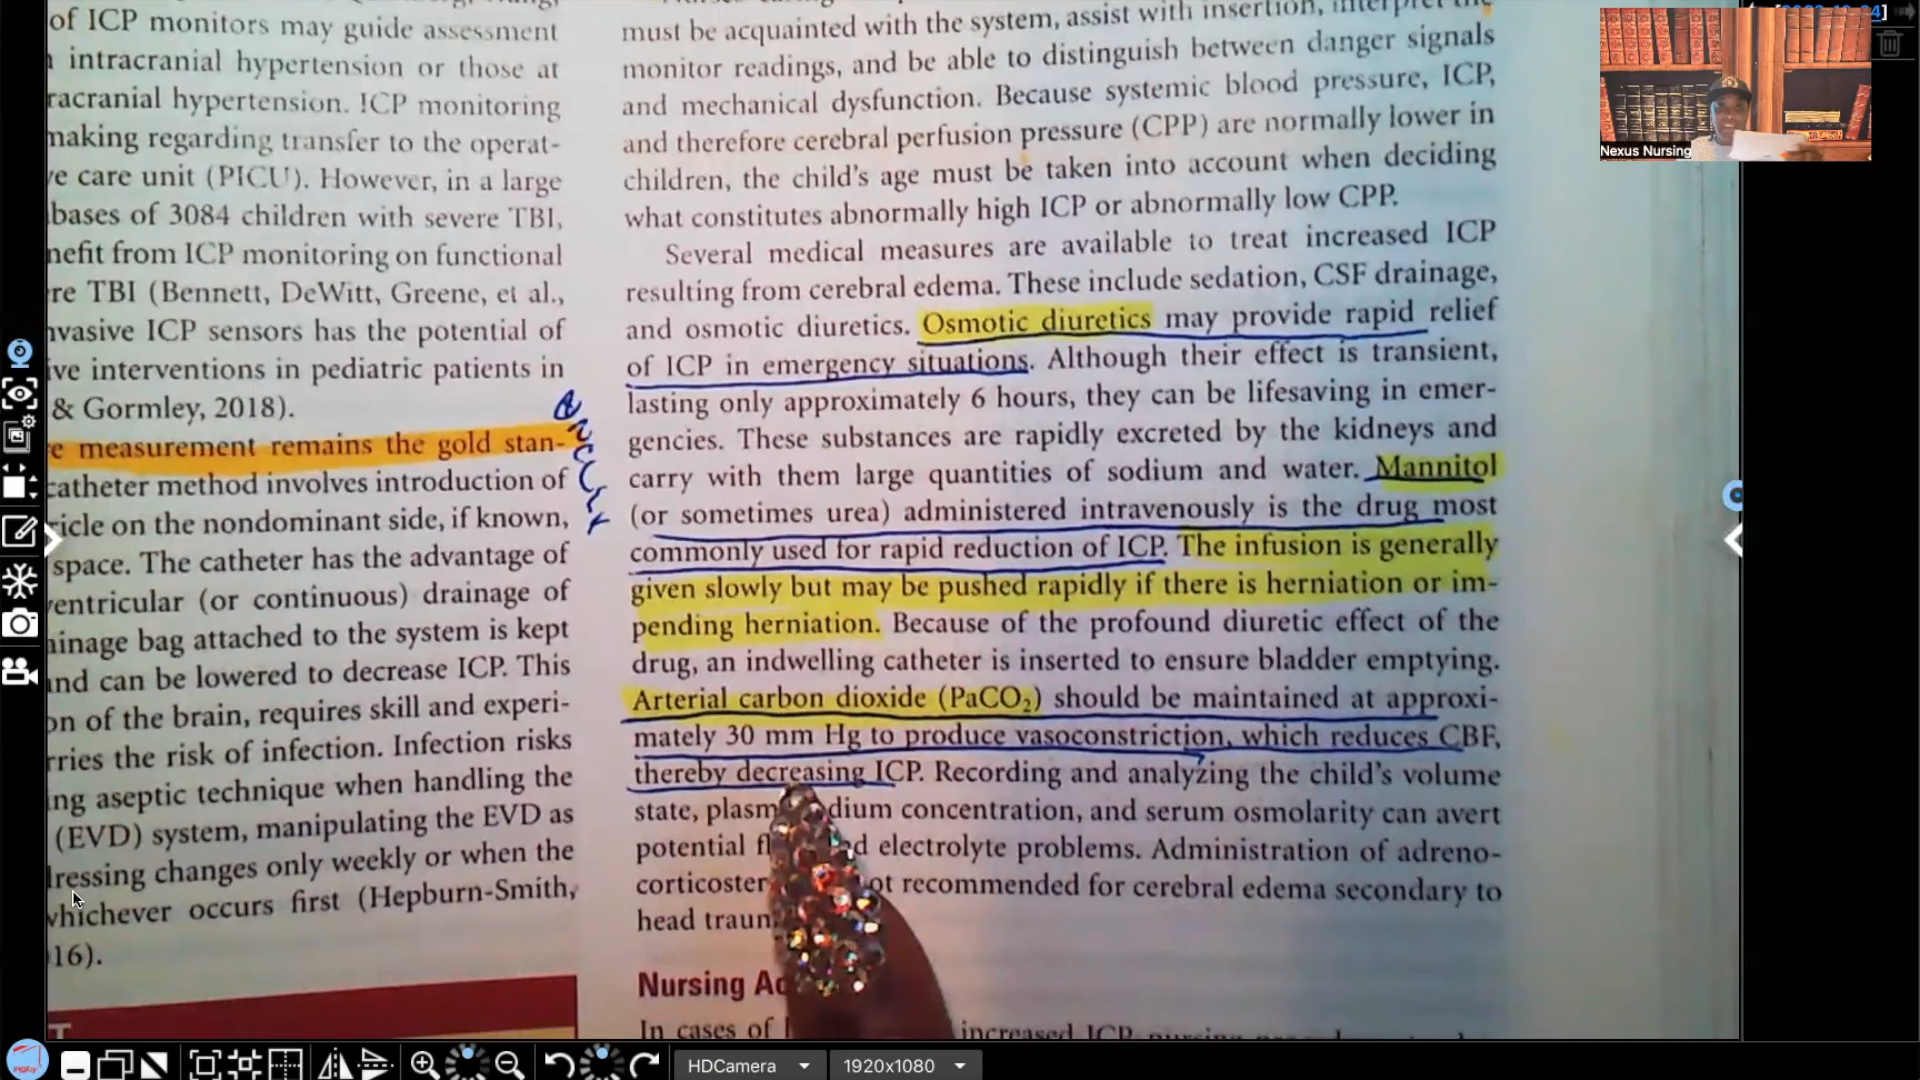 of ICP monitors may guide assessment
intracranial hypertension or those at
racranial hypertension. ICP monitoring
making regarding transfer to the operat-
e care unit (PICU). However, in a large
bases of 3084 children with severe TBI,
nefit from ICP monitoring on functional
re TBI (Bennett, DeWitt, Greene, et al.,
nvasive ICP sensors has the potential of
ive interventions in pediatric patients in
& Gormley, 2018).
e measurement remains the gold stan-
catheter method involves introduction of
ricle on the nondominant side, if known,
space. The catheter has the advantage of
ventricular (or continuous) drainage of
ainage bag attached to the system is kept
and can be lowered to decrease ICP. This
on of the brain, requires skill and experi-
rries the risk of infection. Infection risks
ng aseptic technique when handling the
(EVD) system, manipulating the EVD as
dressing changes only weekly or when the
whichever occurs first (Hepburn-Smith,
16).
must be acquainted with the system, assist with insertion, interpret the
monitor readings, and be able to distinguish between danger signals
and mechanical dysfunction. Because systemic blood pressure, ICP,
and therefore cerebral perfusion pressure (CPP) are normally lower in
children, the child's age must be taken into account when deciding
what constitutes abnormally high ICP or abnormally low CPP.
Several medical measures are available to treat increased ICP
resulting from cerebral edema. These include sedation, CSF drainage,
and osmotic diuretics. Osmotic diuretics may provide rapid relief
of ICP in emergency situations. Although their effect is transient,
lasting only approximately 6 hours, they can be lifesaving in emer-
gencies. These substances are rapidly excreted by the kidneys and
carry with them large quantities of sodium and water. Mannitol
(or sometimes urea) administered intravenously is the drug most
commonly used for rapid reduction of ICP. The infusion is generally
given slowly but may be pushed rapidly if there is herniation or im-
pending herniation. Because of the profound diuretic effect of the
drug, an indwelling catheter is inserted to ensure bladder emptying.
Arterial carbon dioxide (PaCO₂) should be maintained at approxi-
mately 30 mm Hg to produce vasoconstriction, which reduces CBF,
thereby decreasing ICP. Recording and analyzing the child's volume
state, plasm dium concentration, and serum osmolarity can avert
potential fl d electrolyte problems. Administration of adreno-
corticoster ot recommended for cerebral edema secondary to
head traum
Nursing A
In cases of increased ICP, nursing
Nexus Nursing
HDCamera
1920x1080